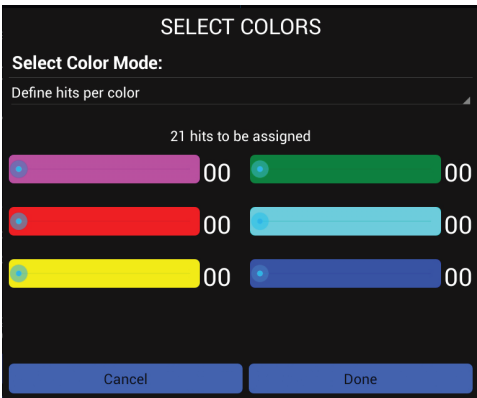 SELECT COLORS
Select Color Mode:
Define hits per color
21 hits to be assigned
00 00
00 00
00 00
Cancel Done